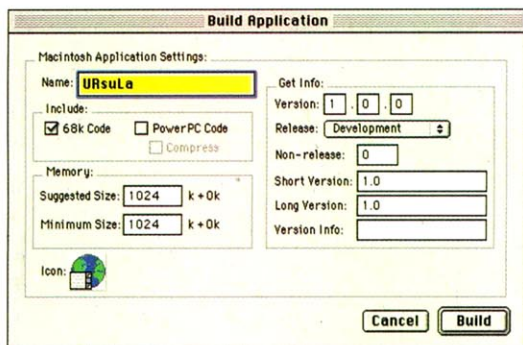 Build Application
Macintosh Application Settings:
Name: URsuLa
Include:
68k Code
PowerPC Code
Compress
Memory:
Suggested Size: 1024 k +0k
Minimum Size: 1024 k +0k
Icon:
Get Info:
Version: 1 . 0 . 0
Release: Development
Non-release: 0
Short Version: 1.0
Long Version: 1.0
Version Info:
Cancel
Build